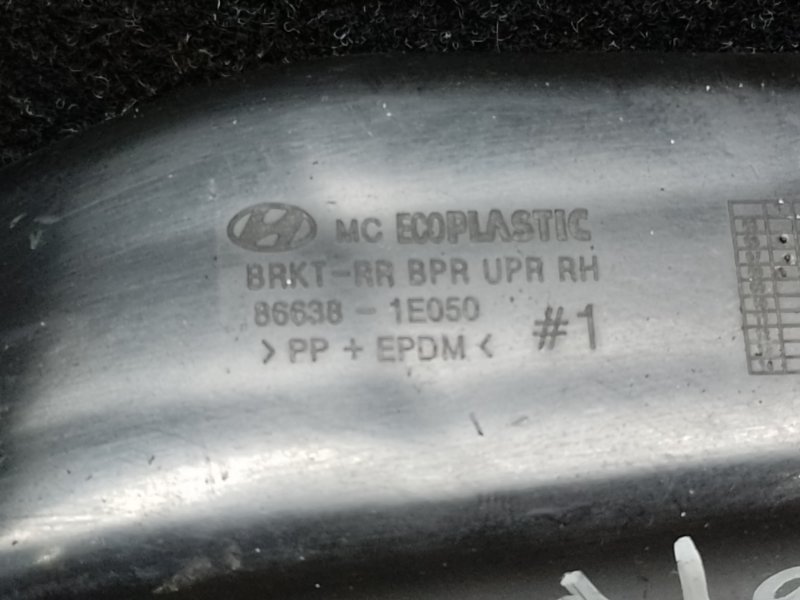 MC ECOPLASTIC
BRKT-RR BPR UPR RH
86638 - 1E050
> PP + EPDM < #1